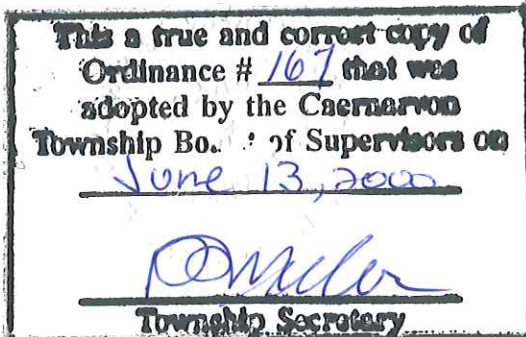 This a true and correct copy of
Ordinance # 167 that was
adopted by the Caernarvon
Township Bo of Supervisors on
June 13, 2000
Township Secretary